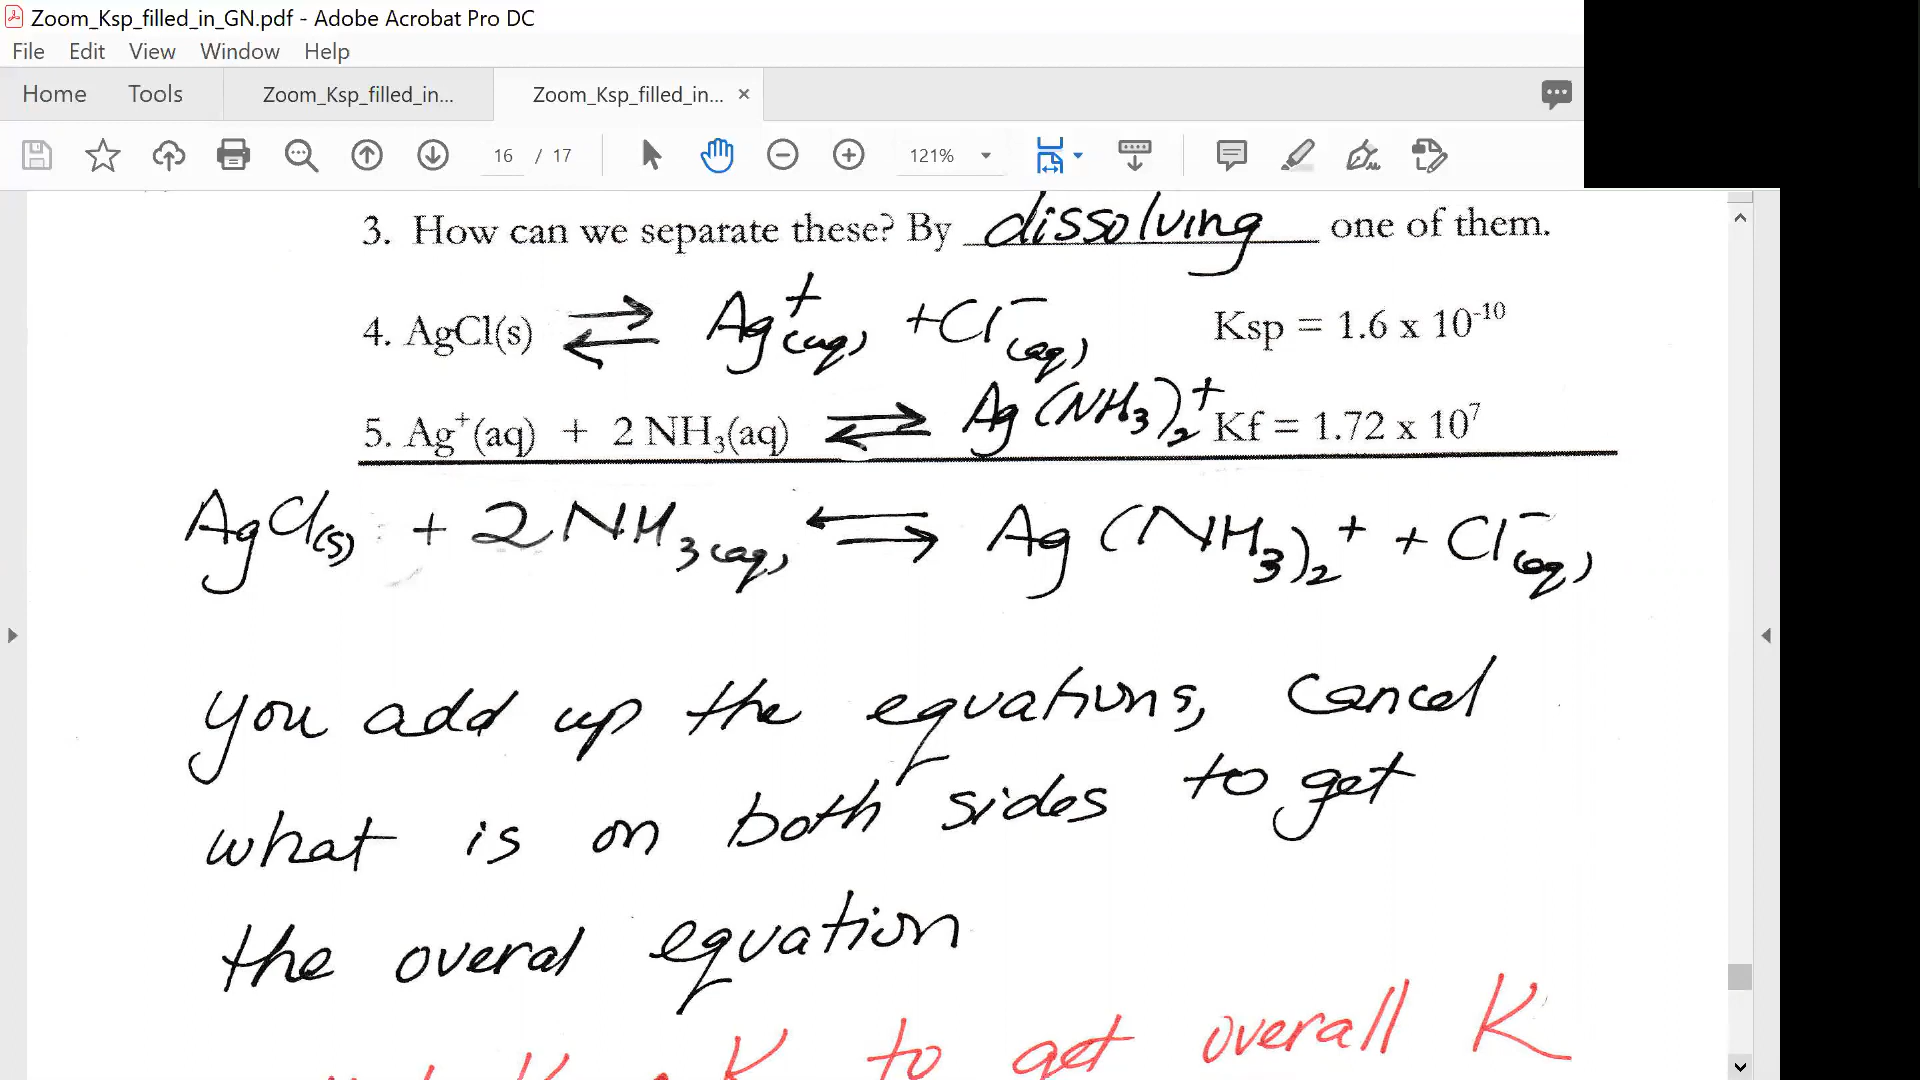 Zoom_Ksp_filled_in_GN.pdf - Adobe Acrobat Pro DC
File Edit View Window Help
Home Tools Zoom_Ksp_filled_in... Zoom_Ksp_filled_in... ×
16 / 17 121%
3. How can we separate these? By dissolving one of them.
4. AgCl(s) ⇌ Ag⁺(aq) + Cl⁻(aq) Ksp = 1.6 x 10⁻¹⁰
5. Ag⁺(aq) + 2 NH₃(aq) ⇌ Ag(NH₃)₂⁺ Kf = 1.72 x 10⁷
AgCl(s) + 2NH₃(aq) ⇌ Ag(NH₃)₂⁺ + Cl⁻(aq)
you add up the equations, cancel
what is on both sides to get
the overal equation
to get overall K